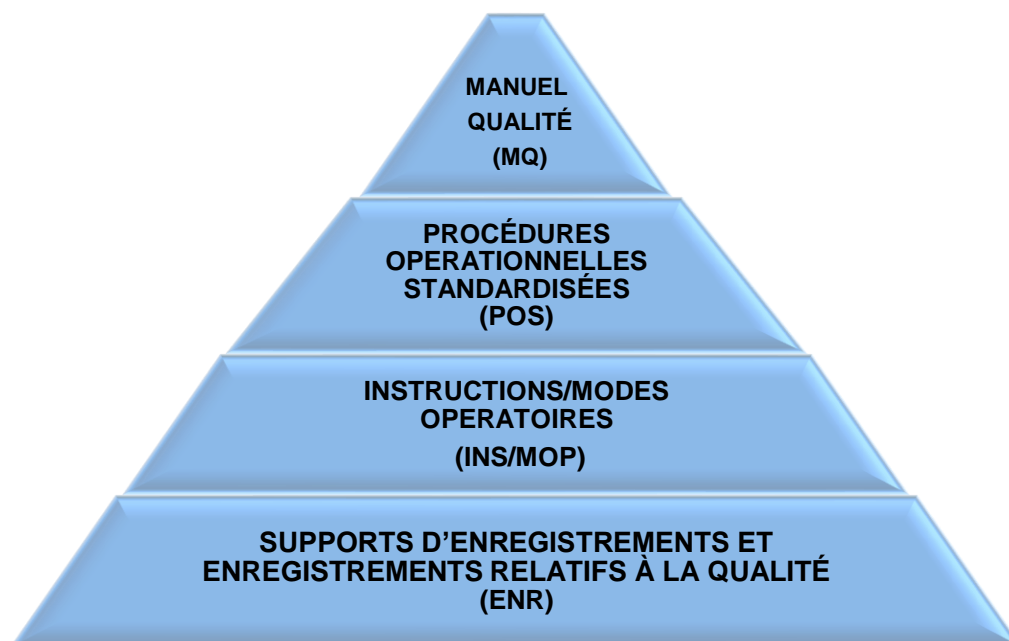 MANUEL
QUALITÉ
(MQ)
PROCÉDURES
OPERATIONNELLES
STANDARDISÉES
(POS)
INSTRUCTIONS/MODES
OPERATOIRES
(INS/MOP)
SUPPORTS D’ENREGISTREMENTS ET
ENREGISTREMENTS RELATIFS À LA QUALITÉ
(ENR)